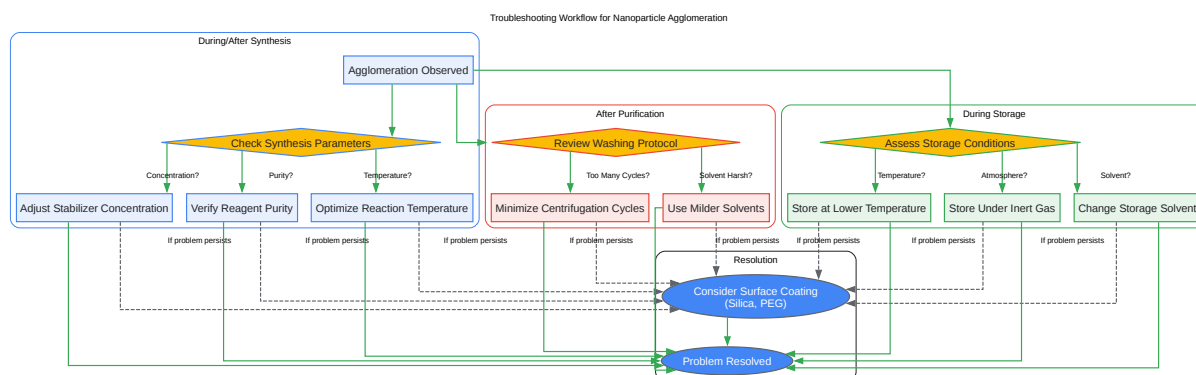 Troubleshooting Workflow for Nanoparticle Agglomeration
During/After Synthesis
Agglomeration Observed
After Purification
During Storage
Check Synthesis Parameters
Review Washing Protocol
Assess Storage Conditions
Concentration?
Purity?
Temperature?
Too Many Cycles?
Solvent Harsh?
Temperature?
Atmosphere?
Solvent?
Adjust Stabilizer Concentration
Verify Reagent Purity
Optimize Reaction Temperature
Minimize Centrifugation Cycles
Use Milder Solvents
Store at Lower Temperature
Store Under Inert Gas
Change Storage Solvent
If problem persists
If problem persists
If problem persists
If problem persists
If problem persists
If problem persists
If problem persists
If problem persists
Resolution
Consider Surface Coating
(Silica, PEG)
Problem Resolved